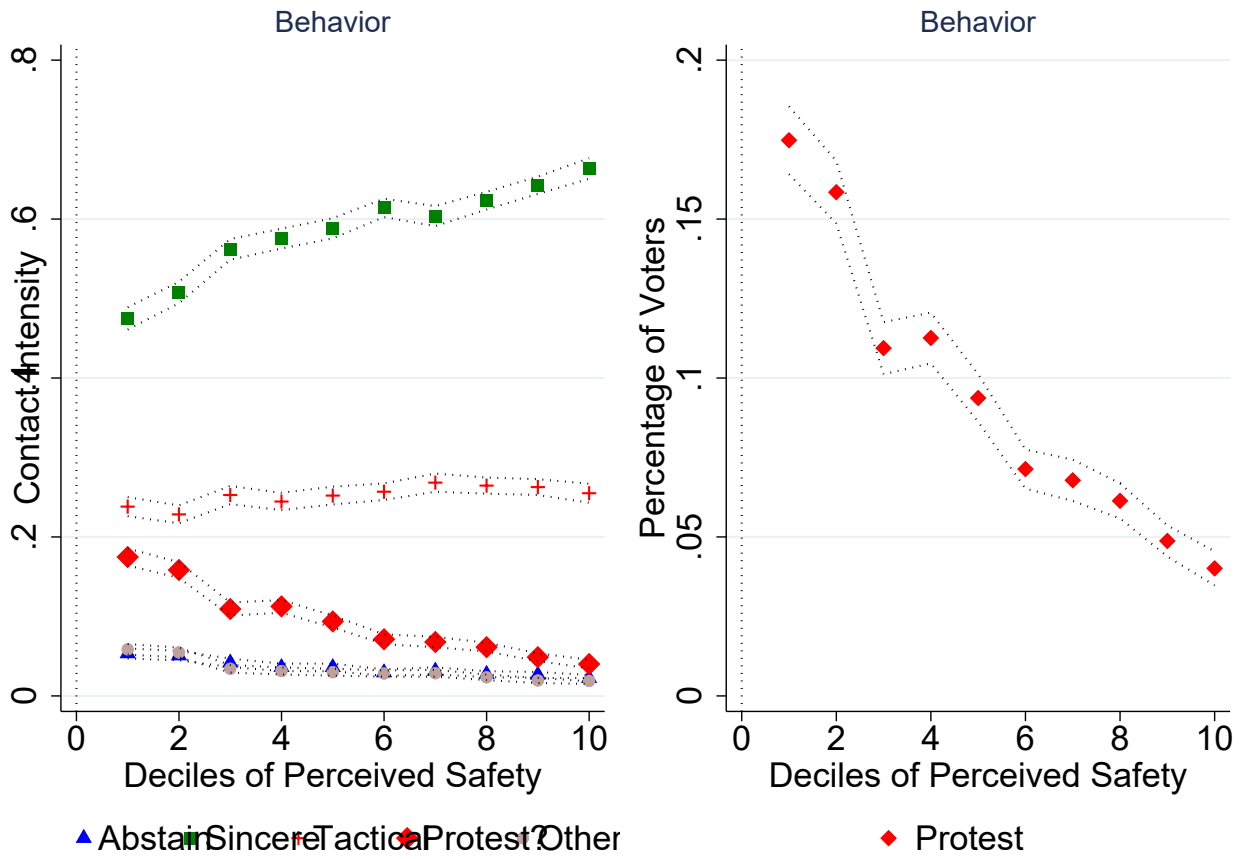 Behavior
Contact Intensity
0
.2
.4
.6
.8
0 2 4 6 8 10
Deciles of Perceived Safety
Abstain Sincere Tactical Protest? Other
Behavior
Percentage of Voters
0
.05
.1
.15
.2
0 2 4 6 8 10
Deciles of Perceived Safety
Protest